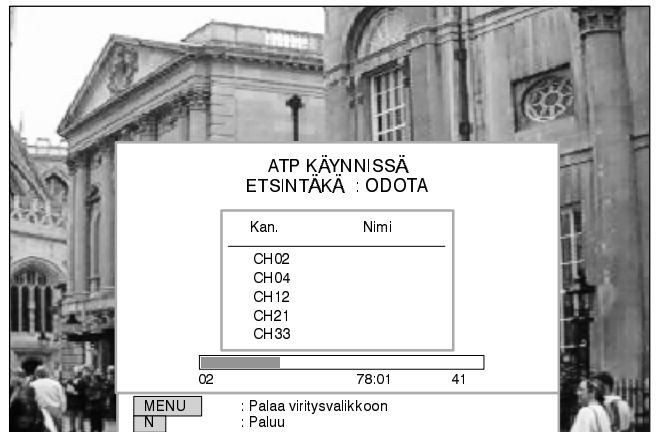 ATP KÄYNNISSÄ
ETSINTÄKÄ : ODOTA
Kan. Nimi
CH02
CH04
CH12
CH21
CH33
02 78:01 41
MENU : Palaa viritysvalikkoon
N : Paluu